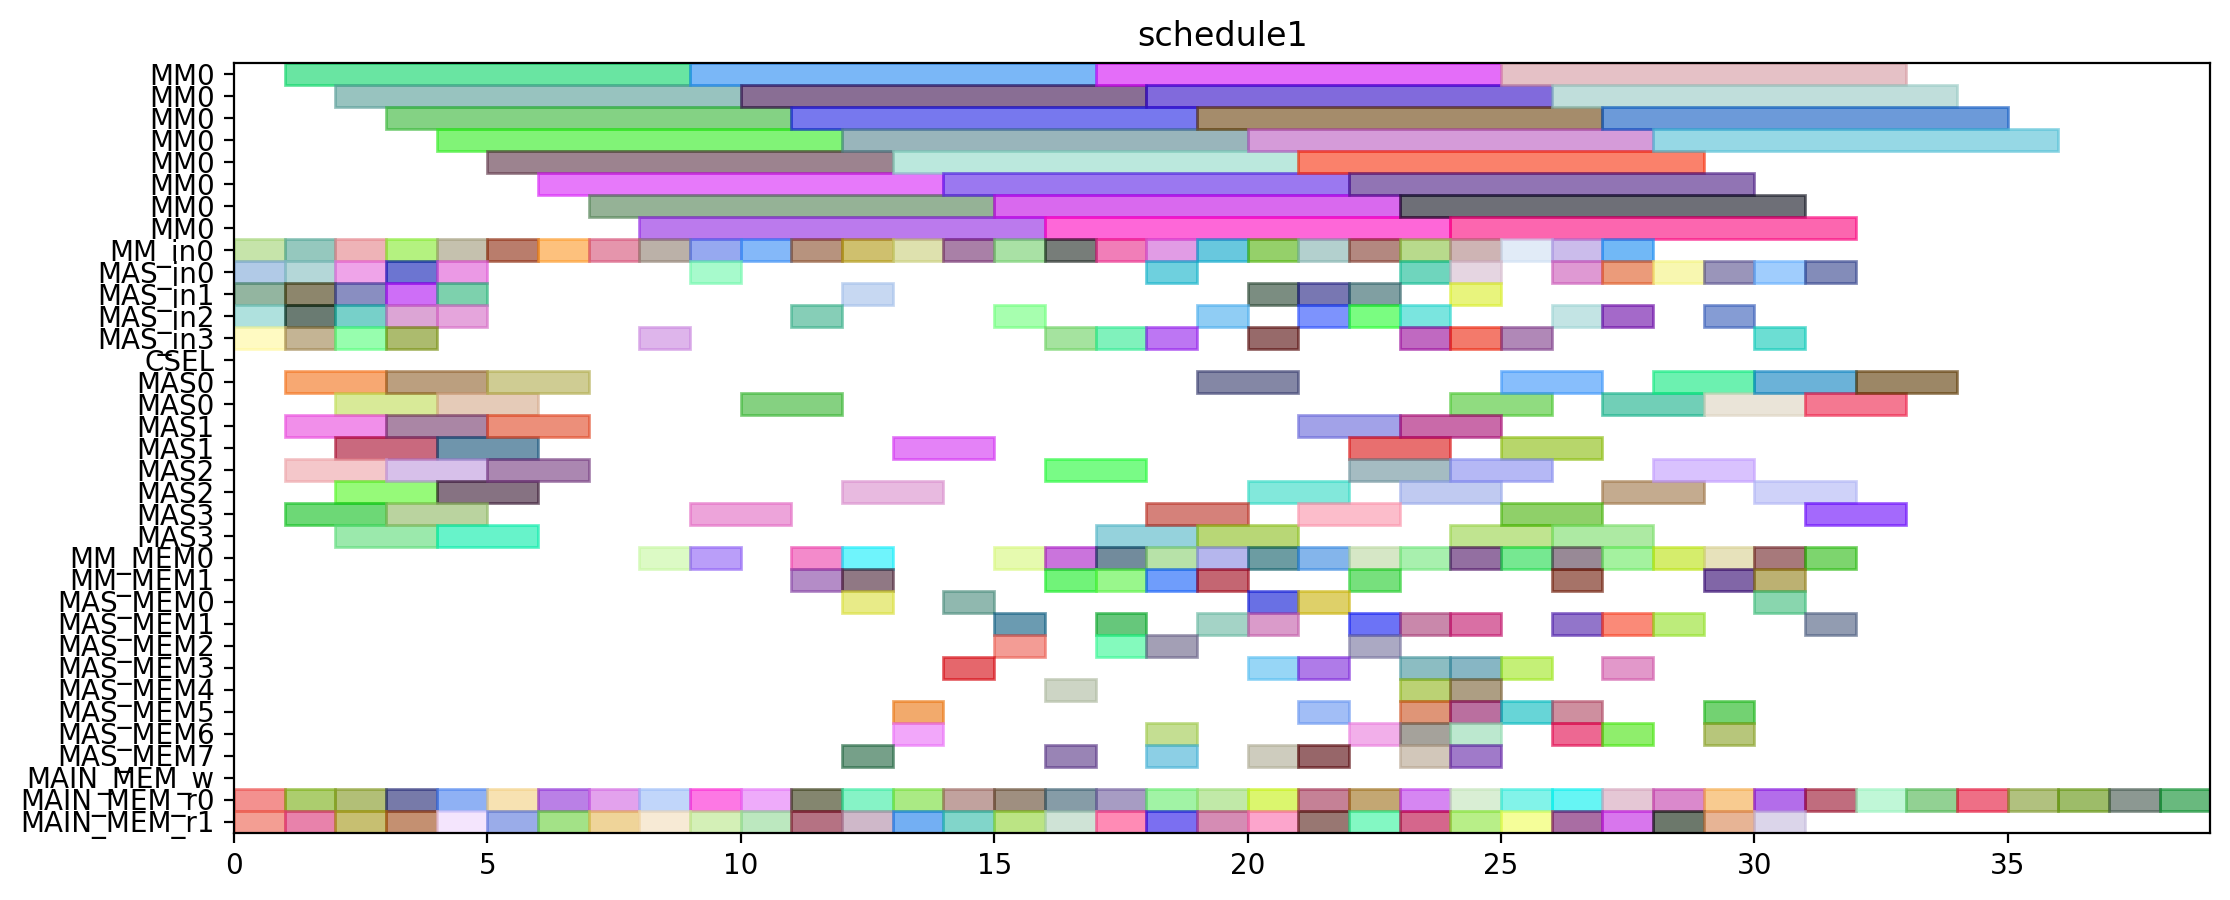 schedule1
MM0
MM0
MM0
MM0
MM0
MM0
MM0
MM0
MM_in0
MAS_in0
MAS_in1
MAS_in2
MAS_in3
CSEL
MAS0
MAS0
MAS1
MAS1
MAS2
MAS2
MAS3
MAS3
MM_MEM0
MM_MEM1
MAS_MEM0
MAS_MEM1
MAS_MEM2
MAS_MEM3
MAS_MEM4
MAS_MEM5
MAS_MEM6
MAS_MEM7
MAIN_MEM_w
MAIN_MEM_r0
MAIN_MEM_r1
0 5 10 15 20 25 30 35